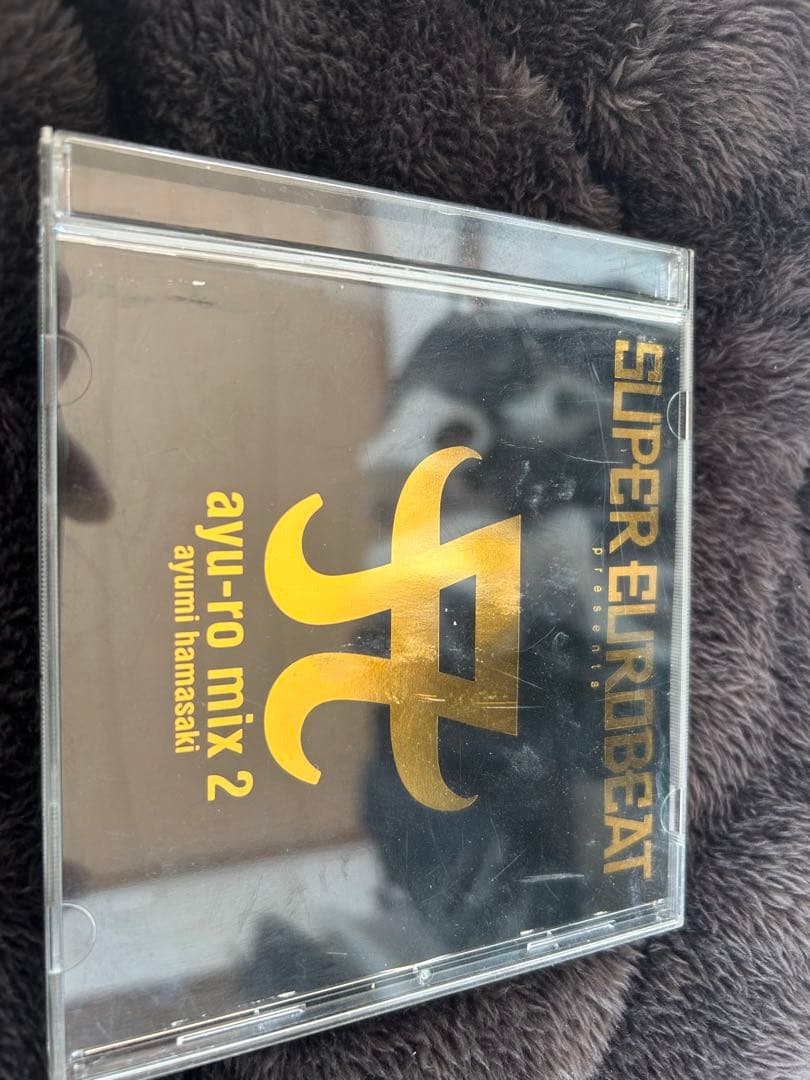 SUPER EUROBEAT
presents
ayu-ro mix 2
ayumi hamasaki